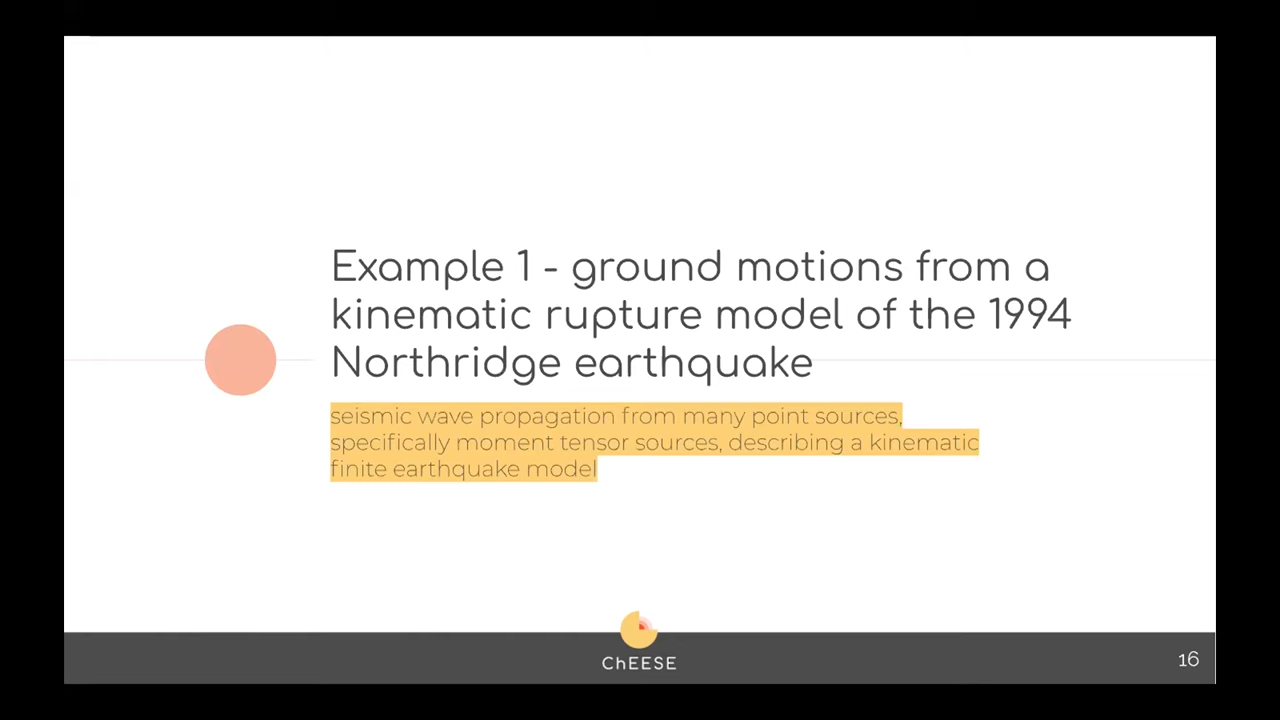 Example 1 - ground motions from a
kinematic rupture model of the 1994
Northridge earthquake
seismic wave propagation from many point sources,
specifically moment tensor sources, describing a kinematic
finite earthquake model
ChEESE
16